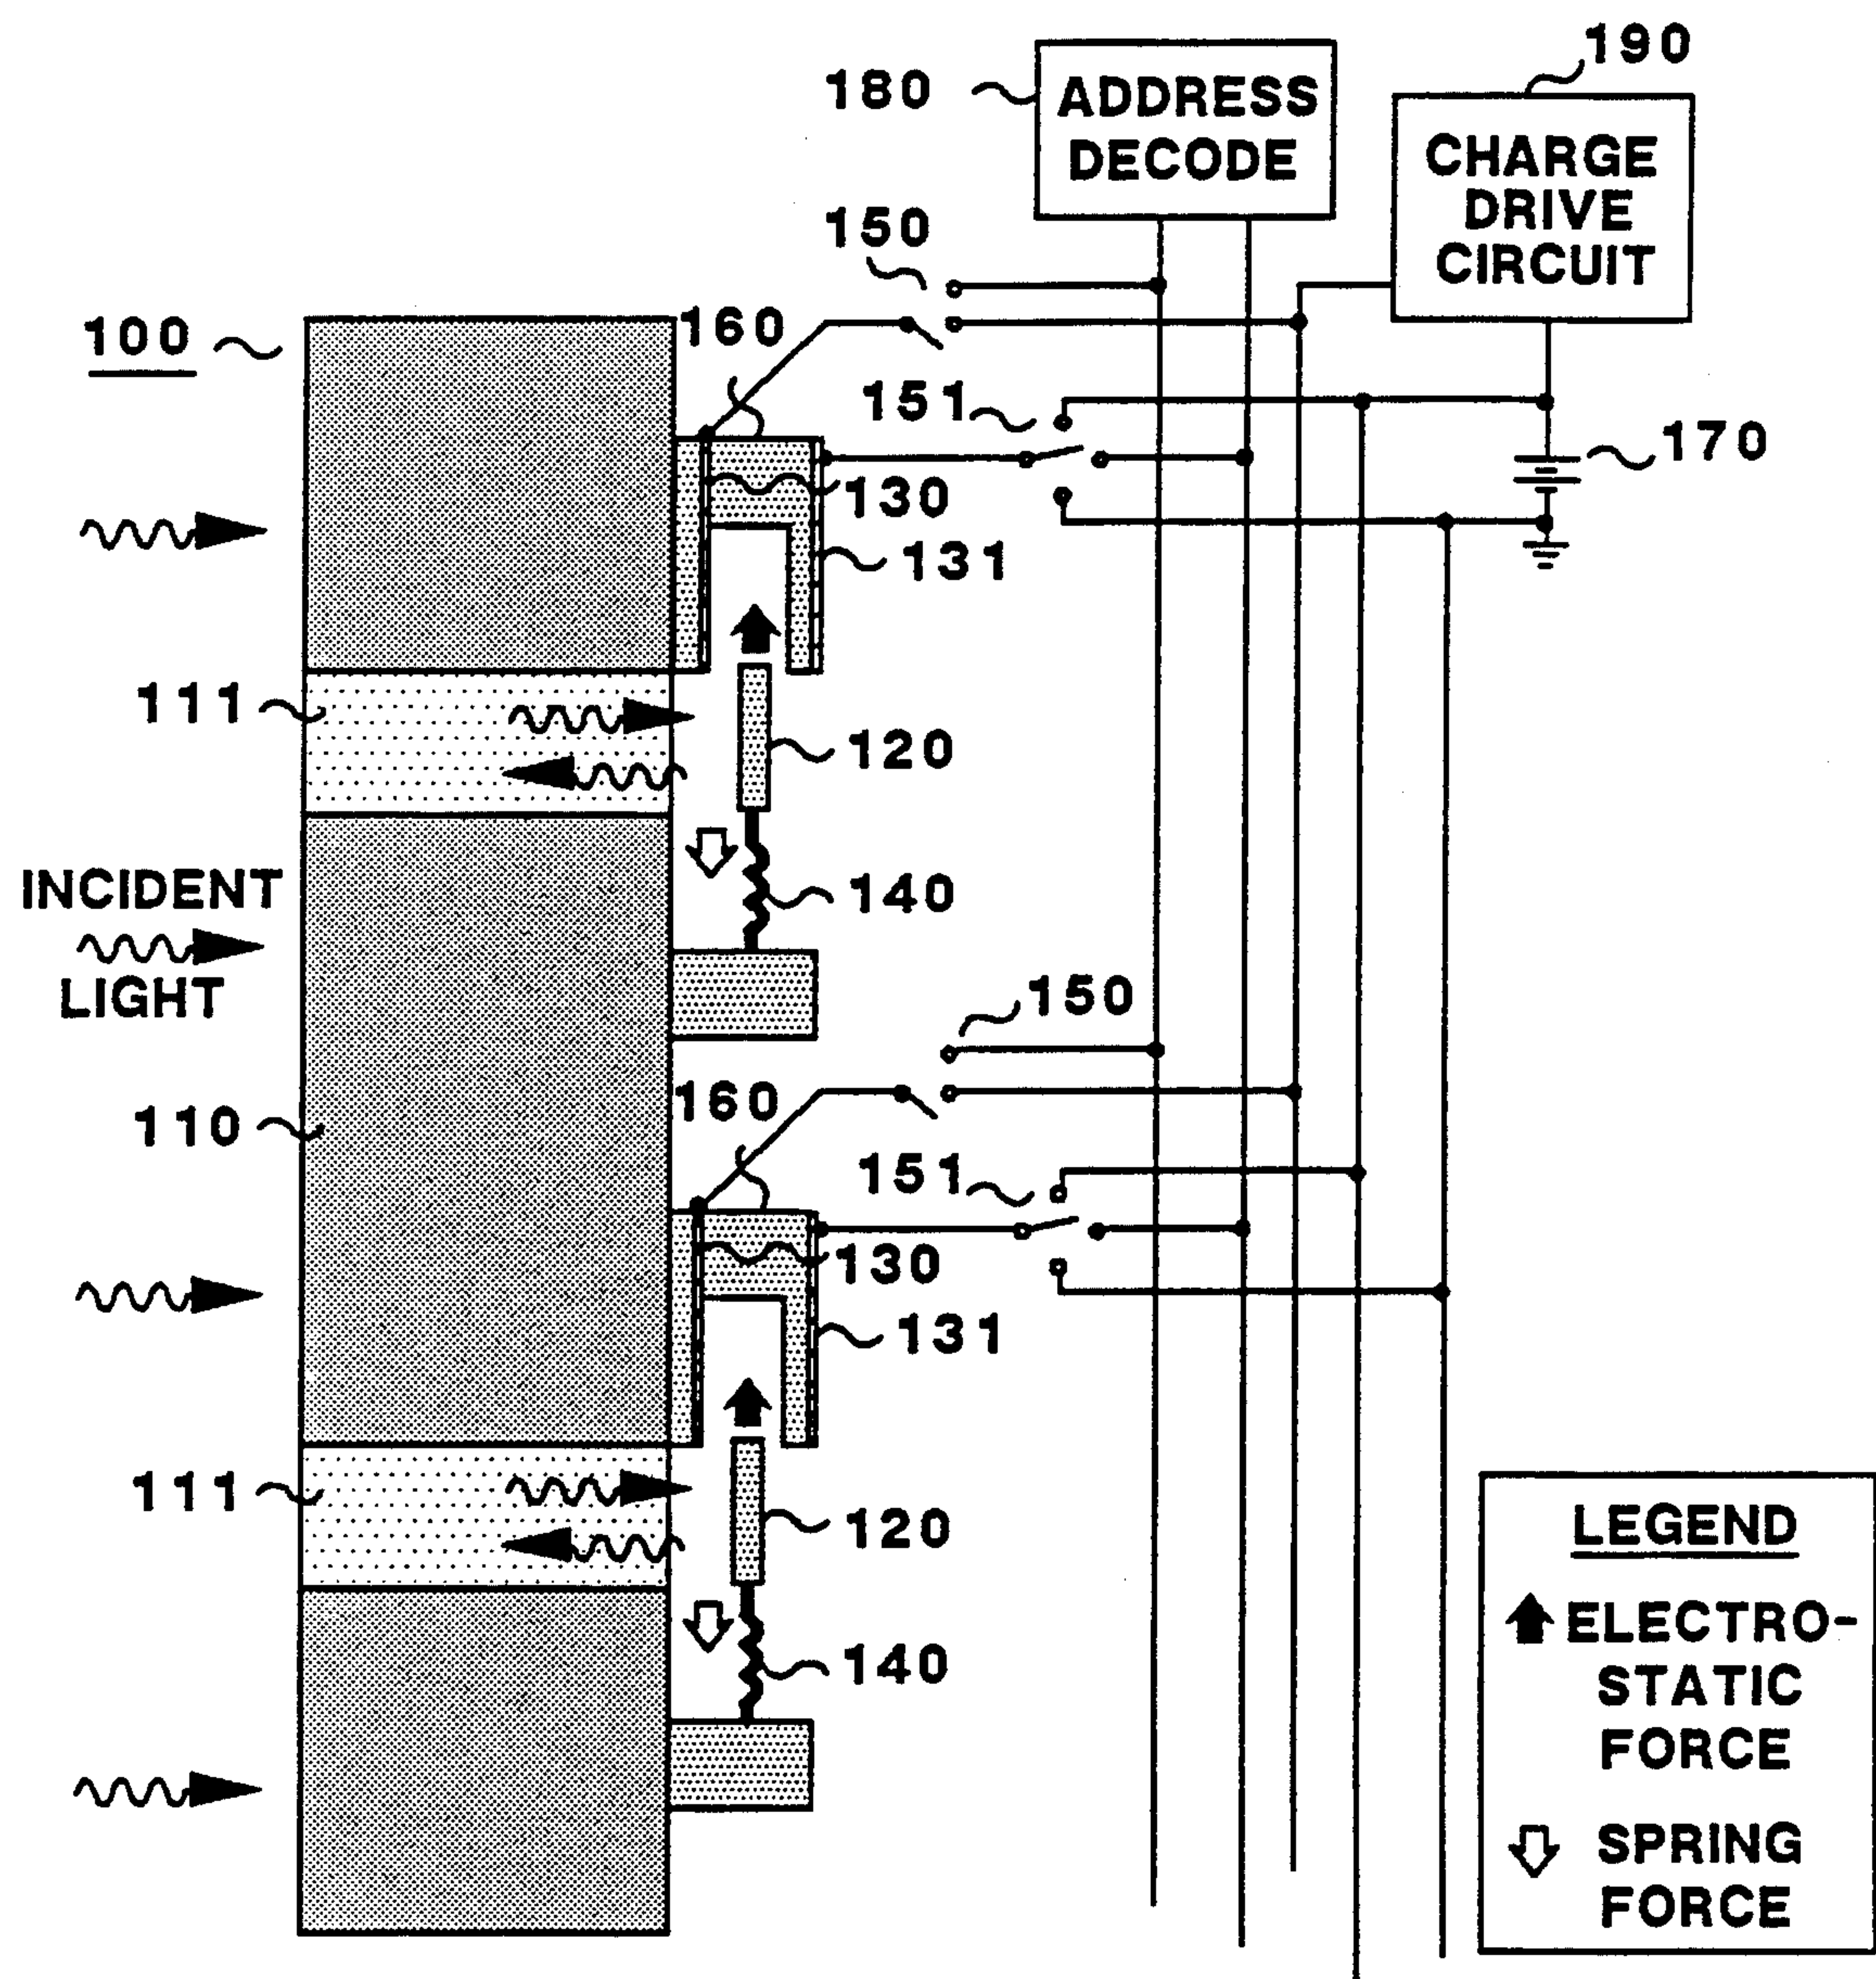 190
180
ADDRESS
DECODE
CHARGE
DRIVE
CIRCUIT
150
160
100
151
170
130
131
111
120
INCIDENT
LIGHT
140
150
160
110
151
130
131
111
120
140
LEGEND
ELECTRO-
STATIC
FORCE
SPRING
FORCE